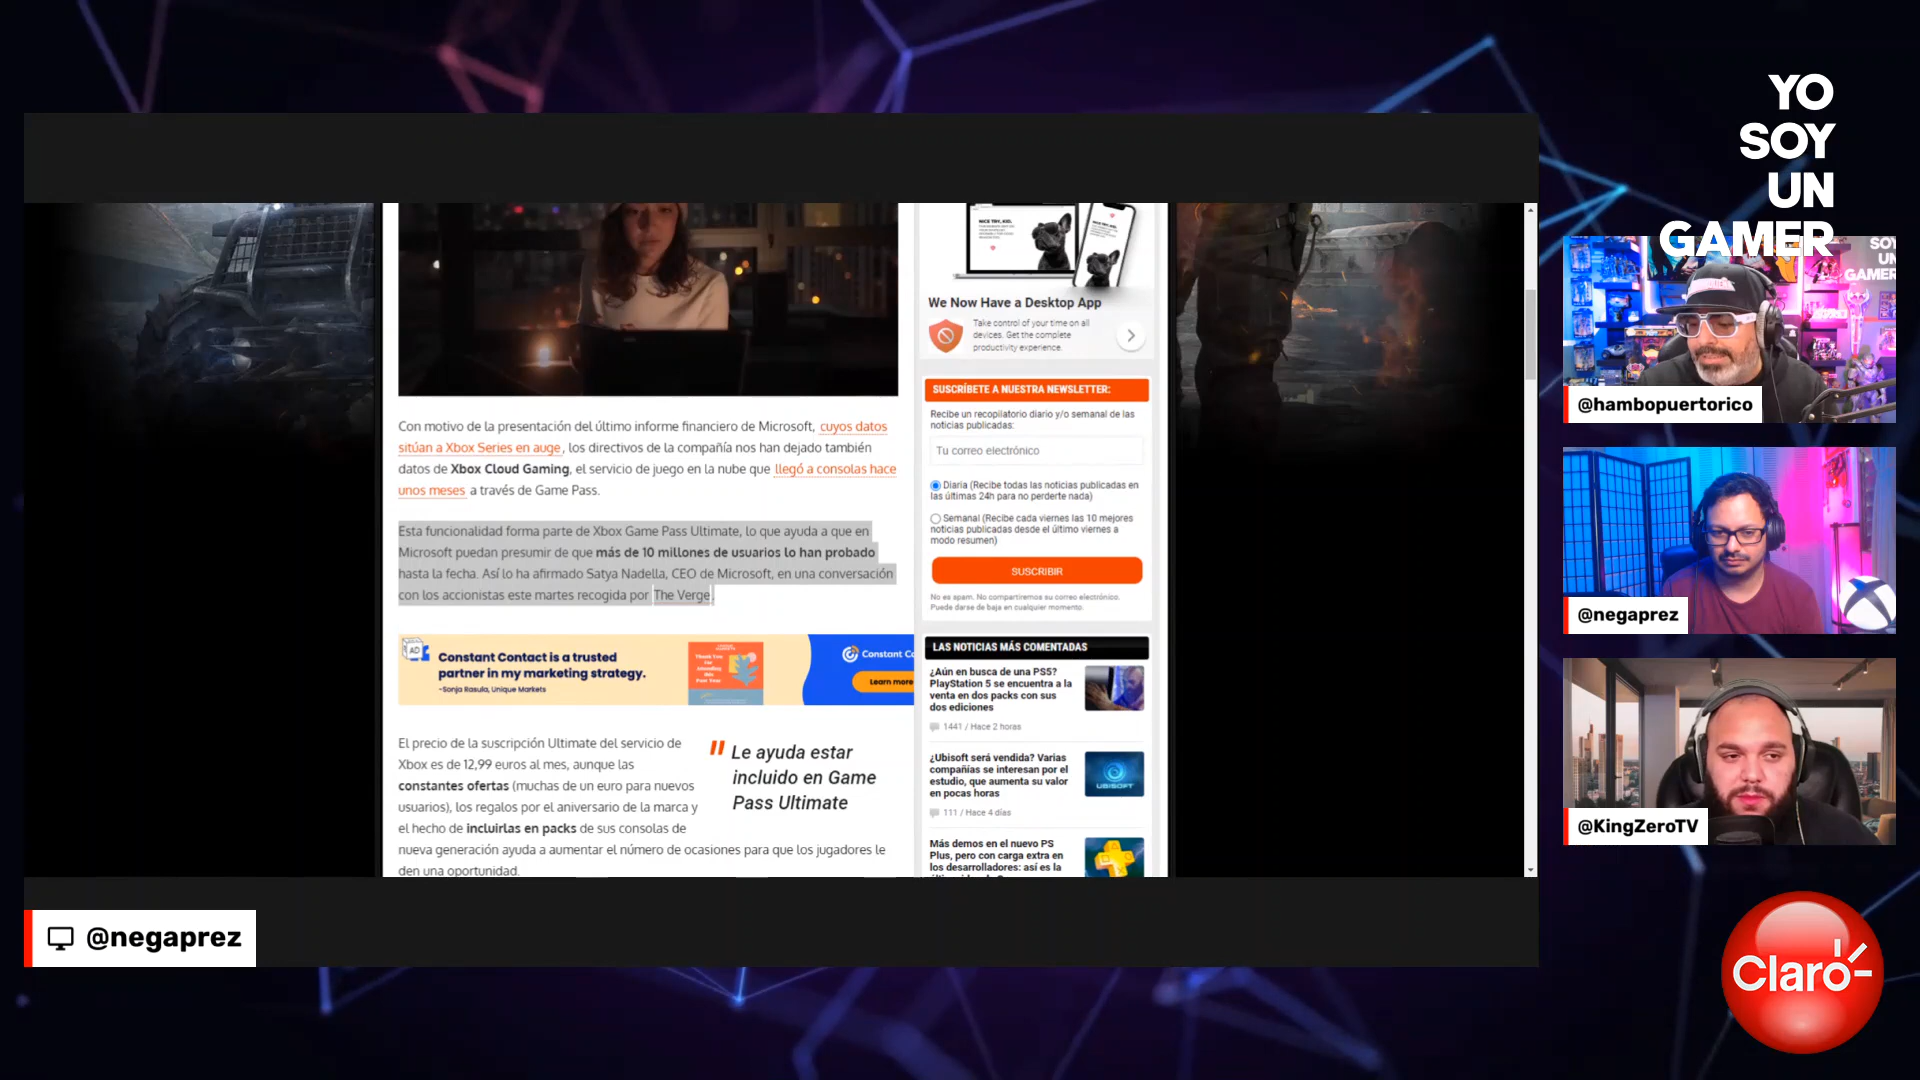 YO
SOY
UN
GAMER
NICE TRY, KID.
NICE TRY, KID.
We Now Have a Desktop App
Take control of your time on all
devices. Get the complete
productivity experience.
Con motivo de la presentación del último informe financiero de Microsoft, cuyos datos
sitúan a Xbox Series en auge, los directivos de la compañía nos han dejado también
datos de Xbox Cloud Gaming, el servicio de juego en la nube que llegó a consolas hace
unos meses a través de Game Pass.
Esta funcionalidad forma parte de Xbox Game Pass Ultimate, lo que ayuda a que en
Microsoft puedan presumir de que más de 10 millones de usuarios lo han probado
hasta la fecha. Así lo ha afirmado Satya Nadella, CEO de Microsoft, en una conversación
con los accionistas este martes recogida por The Verge.
AD
Constant Contact is a trusted
partner in my marketing strategy.
-Sonja Rasula, Unique Markets
Constant Co
Learn more
El precio de la suscripción Ultimate del servicio de
Xbox es de 12,99 euros al mes, aunque las
constantes ofertas (muchas de un euro para nuevos
usuarios), los regalos por el aniversario de la marca y
el hecho de incluirlas en packs de sus consolas de
nueva generación ayuda a aumentar el número de ocasiones para que los jugadores le
den una oportunidad.
" Le ayuda estar
incluido en Game
Pass Ultimate
SUSCRÍBETE A NUESTRA NEWSLETTER:
Recibe un recopilatorio diario y/o semanal de las
noticias publicadas:
Tu correo electrónico
Diaria (Recibe todas las noticias publicadas en
las últimas 24h para no perderte nada)
Semanal (Recibe cada viernes las 10 mejores
noticias publicadas desde el último viernes a
modo resumen)
SUSCRIBIR
No es spam. No compartiremos su correo electrónico.
Puede darse de baja en cualquier momento.
LAS NOTICIAS MÁS COMENTADAS
¿Aún en busca de una PS5?
PlayStation 5 se encuentra a la
venta en dos packs con sus
dos ediciones
1441 / Hace 2 horas
¿Ubisoft será vendida? Varias
compañías se interesan por el
estudio, que aumenta su valor
en pocas horas
UBISOFT
111 / Hace 4 días
Más demos en el nuevo PS
Plus, pero con carga extra en
los desarrolladores: así es la
SOY
UN
GAMER
@hambopuertorico
@negaprez
@KingZeroTV
@negaprez
Claro